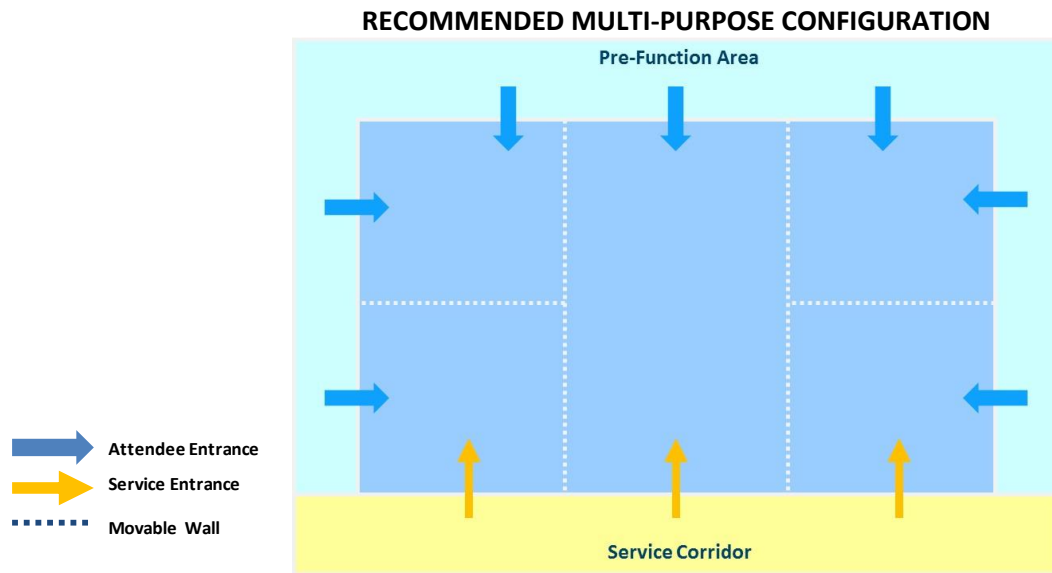 RECOMMENDED MULTI-PURPOSE CONFIGURATION
Pre-Function Area
Attendee Entrance
Service Entrance
Movable Wall
Service Corridor